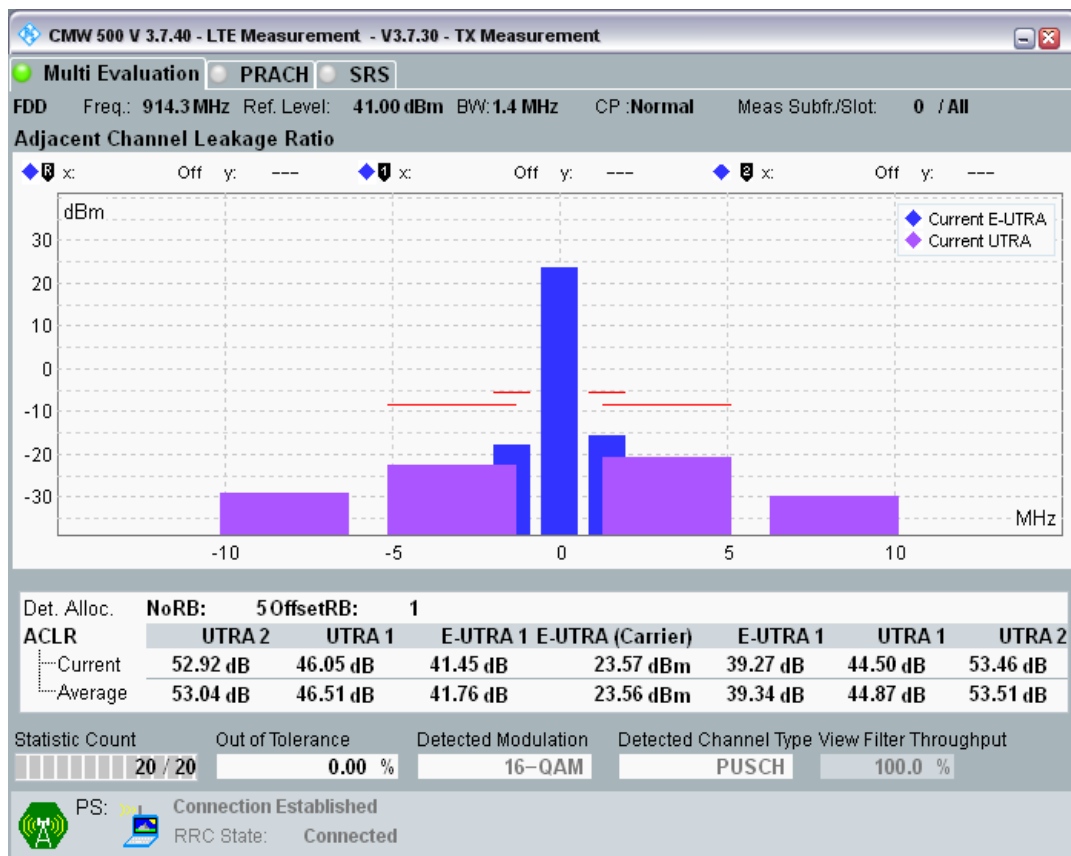 CMW 500 V 3.7.40 - LTE Measurement - V3.7.30 - TX Measurement
Multi Evaluation PRACH SRS
FDD Freq.: 914.3 MHz Ref. Level: 41.00 dBm BW: 1.4 MHz CP :Normal Meas Subfr./Slot: 0 / All
Adjacent Channel Leakage Ratio
R x: Off y: --- 1 x: Off y: --- 2 x: Off y: ---
dBm
Current E-UTRA
Current UTRA
30
20
10
0
-10
-20
-30
MHz
-10 -5 0 5 10
Det. Alloc. NoRB: 5 OffsetRB: 1
ACLR UTRA 2 UTRA 1 E-UTRA 1 E-UTRA (Carrier) E-UTRA 1 UTRA 1 UTRA 2
Current 52.92 dB 46.05 dB 41.45 dB 23.57 dBm 39.27 dB 44.50 dB 53.46 dB
Average 53.04 dB 46.51 dB 41.76 dB 23.56 dBm 39.34 dB 44.87 dB 53.51 dB
Statistic Count Out of Tolerance Detected Modulation Detected Channel Type View Filter Throughput
20 / 20 0.00 % 16-QAM PUSCH 100.0 %
PS: Connection Established
RRC State: Connected